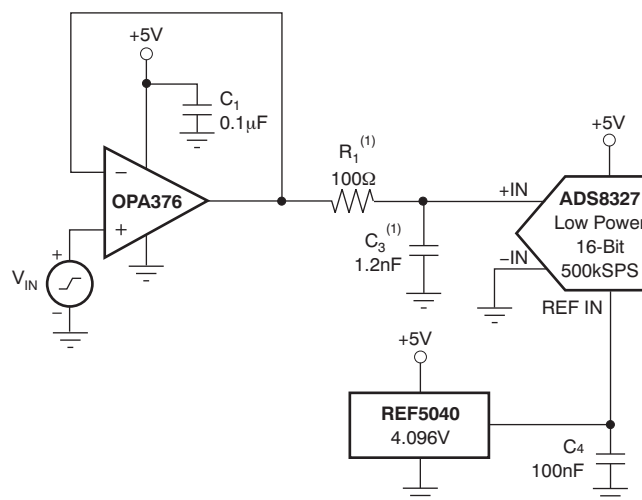 +5V
C1
0.1μF
−
OPA376
+
+
VIN
−
R1(1)
100Ω
C3(1)
1.2nF
+5V
+IN
ADS8327
Low Power
16-Bit
500kSPS
−IN
REF IN
+5V
REF5040
4.096V
C4
100nF